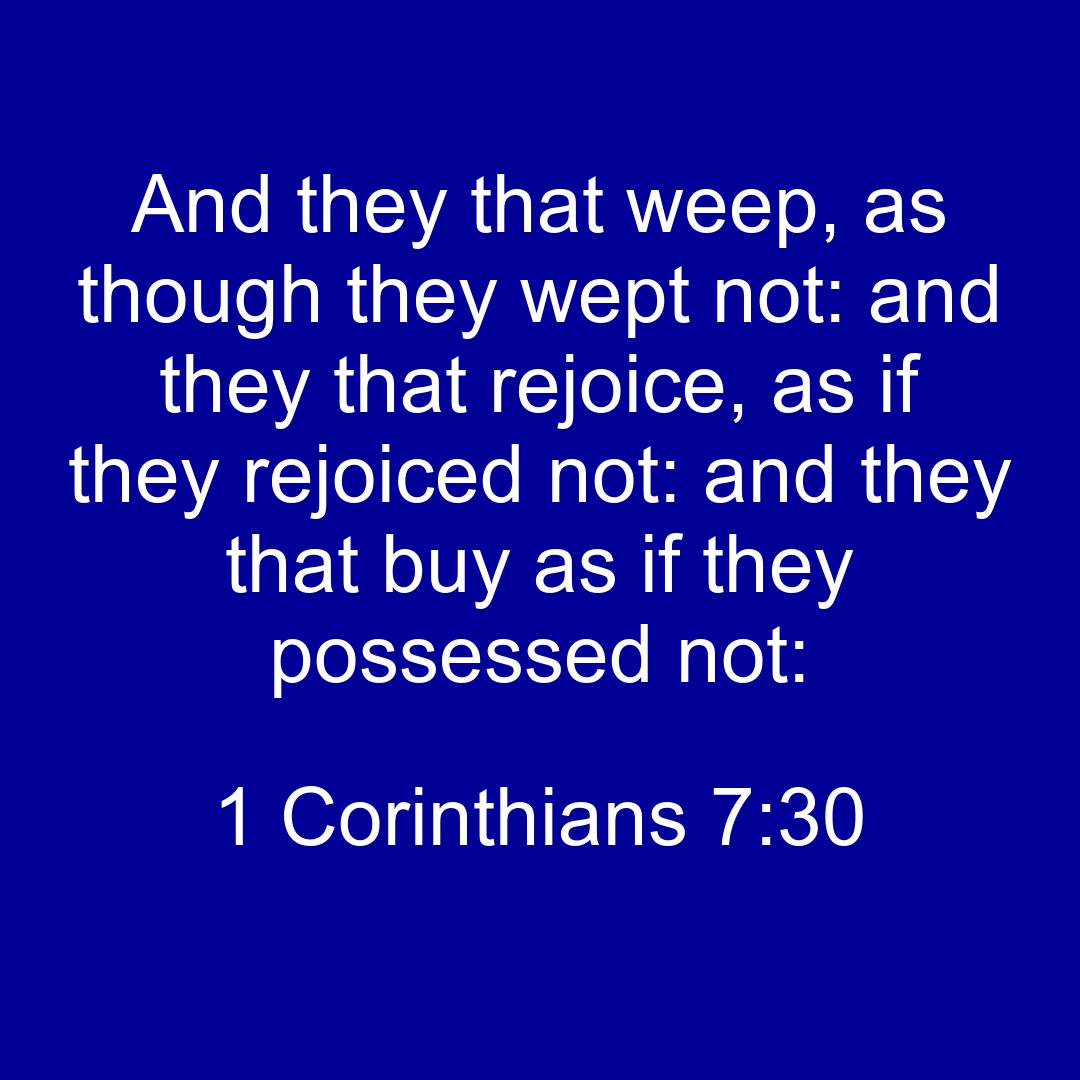 And they that weep, as
though they wept not: and
they that rejoice, as if
they rejoiced not: and they
that buy as if they
possessed not:
1 Corinthians 7:30